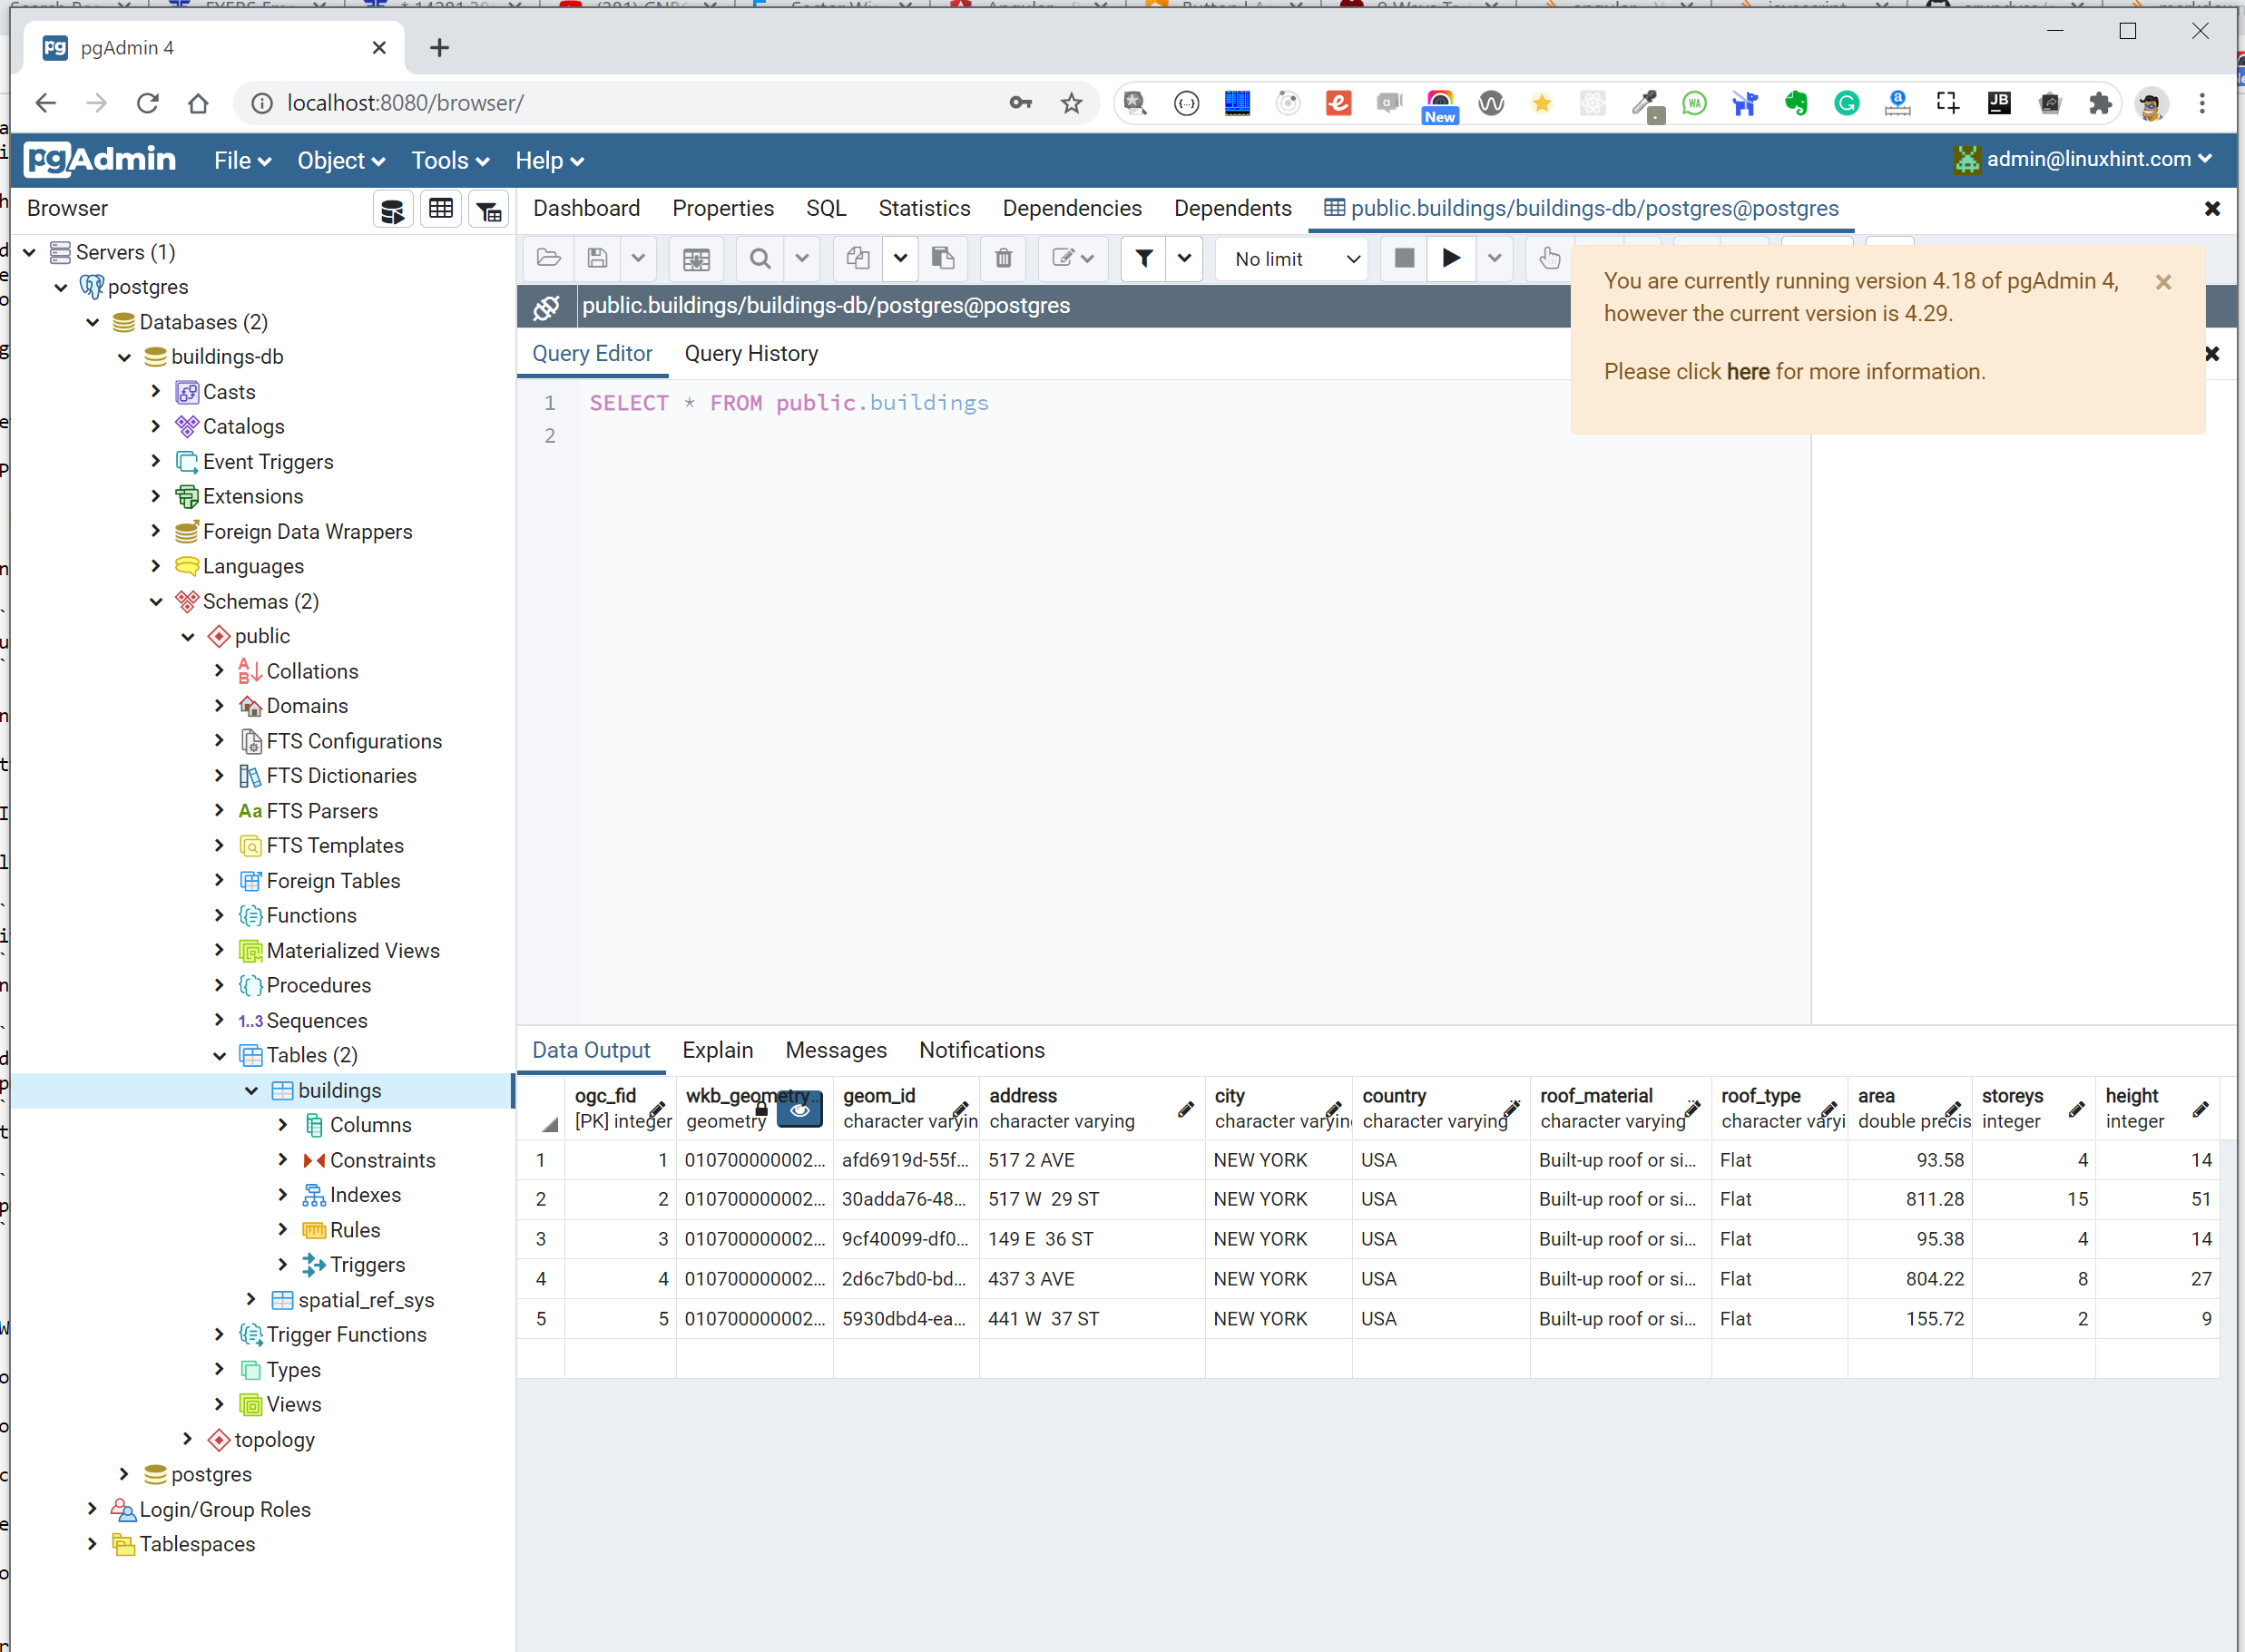 pgAdmin 4
localhost:8080/browser/
New
pgAdmin File Object Tools Help admin@linuxhint.com
Browser
Dashboard Properties SQL Statistics Dependencies Dependents public.buildings/buildings-db/postgres@postgres
No limit
public.buildings/buildings-db/postgres@postgres
You are currently running version 4.18 of pgAdmin 4,
however the current version is 4.29.
Please click here for more information.
Query Editor Query History
1 SELECT * FROM public.buildings
2
Servers (1)
postgres
Databases (2)
buildings-db
Casts
Catalogs
Event Triggers
Extensions
Foreign Data Wrappers
Languages
Schemas (2)
public
Collations
Domains
FTS Configurations
FTS Dictionaries
Aa FTS Parsers
FTS Templates
Foreign Tables
Functions
Materialized Views
Procedures
1..3 Sequences
Tables (2)
buildings
Columns
Constraints
Indexes
Rules
Triggers
spatial_ref_sys
Trigger Functions
Types
Views
topology
postgres
Login/Group Roles
Tablespaces
Data Output Explain Messages Notifications
ogc_fid wkb_geometry geom_id address city country roof_material roof_type area storeys height
[PK] integer geometry character varyin character varying character varyin character varying character varying character varyi double precis integer integer
1 1 010700000002... afd6919d-55f... 517 2 AVE NEW YORK USA Built-up roof or si... Flat 93.58 4 14
2 2 010700000002... 30adda76-48... 517 W  29 ST NEW YORK USA Built-up roof or si... Flat 811.28 15 51
3 3 010700000002... 9cf40099-df0... 149 E  36 ST NEW YORK USA Built-up roof or si... Flat 95.38 4 14
4 4 010700000002... 2d6c7bd0-bd... 437 3 AVE NEW YORK USA Built-up roof or si... Flat 804.22 8 27
5 5 010700000002... 5930dbd4-ea... 441 W  37 ST NEW YORK USA Built-up roof or si... Flat 155.72 2 9